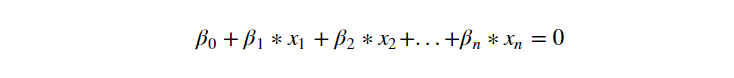 β₀ + β₁ ∗ x₁ + β₂ ∗ x₂+. . . +βₙ ∗ xₙ = 0